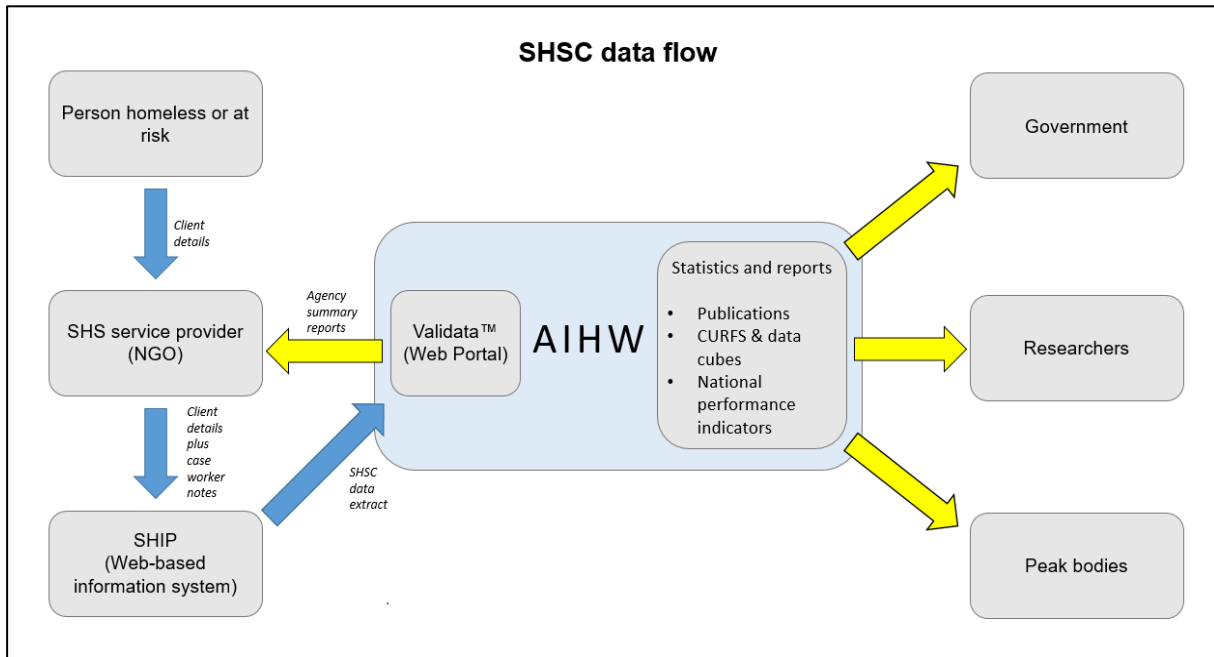 SHSC data flow
Person homeless or at
risk
Client
details
SHS service provider
(NGO)
Client
details
plus
case
worker
notes
SHIP
(Web-based
information system)
SHSC
data
extract
Agency
summary
reports
Validata™
(Web Portal)
AIHW
Statistics and reports
• Publications
• CURFS & data
cubes
• National
performance
indicators
Government
Researchers
Peak bodies